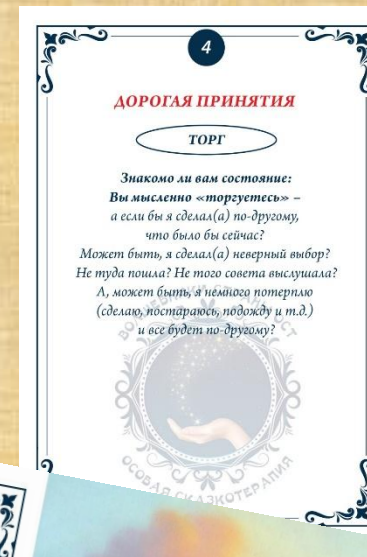 4
ДОРОГАЯ ПРИНЯТИЯ
ТОРГ
Знакомо ли вам состояние:
Вы мысленно «торгуетесь» –
а если бы я сделал(а) по-другому,
что было бы сейчас?
Может быть, я сделал(а) неверный выбор?
Не туда пошла? Не того совета выслушала?
А, может быть, я немного потерплю
(сделаю, постараюсь, подожду и т.д.)
и все будет по-другому?
ОСОБАЯ СКАЗКОТЕРАПИЯ